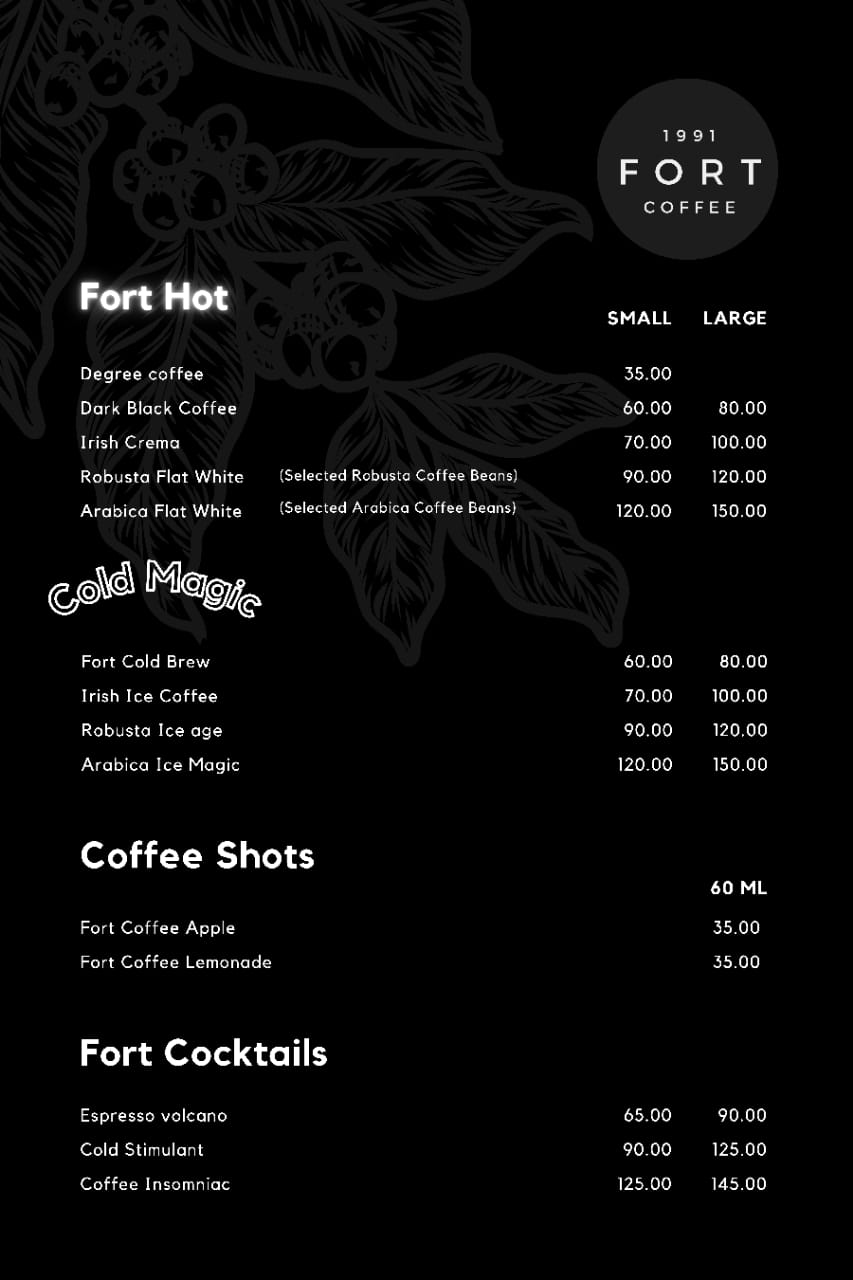 1991
FORT
COFFEE
Fort Hot
SMALL LARGE
Degree coffee 35.00
Dark Black Coffee 60.00 80.00
Irish Crema 70.00 100.00
Robusta Flat White (Selected Robusta Coffee Beans) 90.00 120.00
Arabica Flat White (Selected Arabica Coffee Beans) 120.00 150.00
Cold Magic
Fort Cold Brew 60.00 80.00
Irish Ice Coffee 70.00 100.00
Robusta Ice age 90.00 120.00
Arabica Ice Magic 120.00 150.00
Coffee Shots
60 ML
Fort Coffee Apple 35.00
Fort Coffee Lemonade 35.00
Fort Cocktails
Espresso volcano 65.00 90.00
Cold Stimulant 90.00 125.00
Coffee Insomniac 125.00 145.00